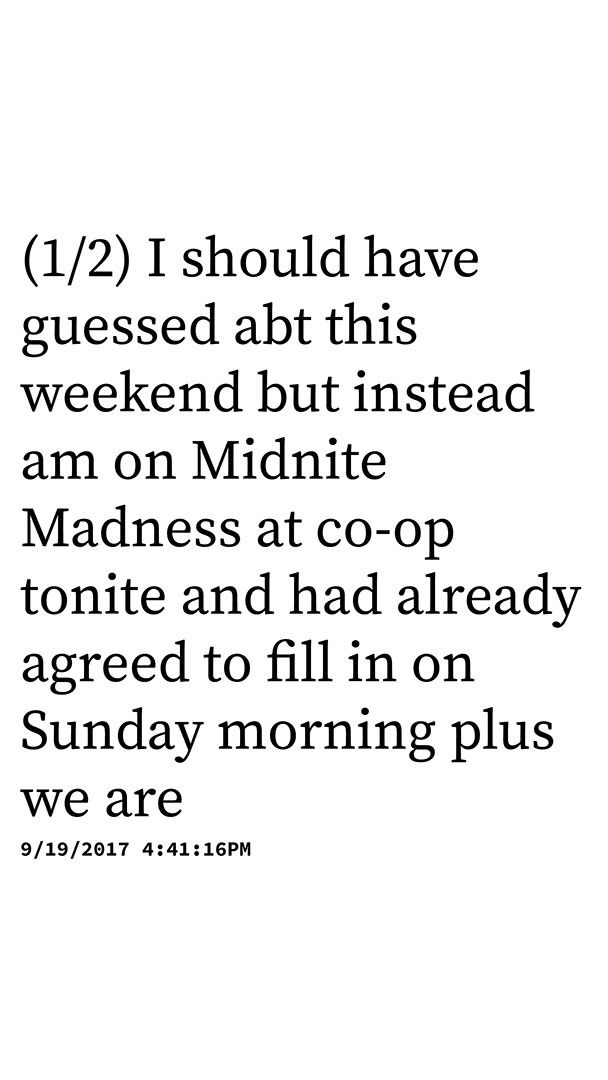 (1/2) I should have
guessed abt this
weekend but instead
am on Midnite
Madness at co-op
tonite and had already
agreed to fill in on
Sunday morning plus
we are
9/19/2017 4:41:16PM